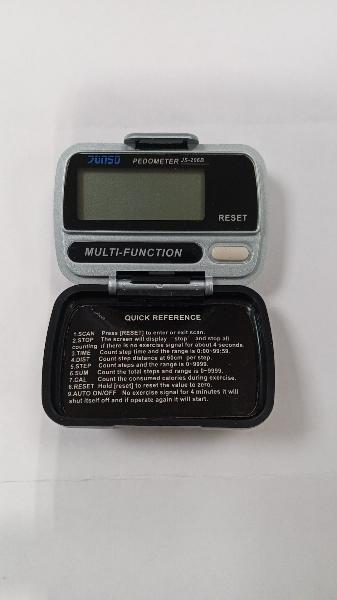 JUNSO PEDOMETER JS-206B
RESET
MULTI-FUNCTION
QUICK REFERENCE
1.SCAN Press [RESET] to enter or exit scan.
2.STOP The screen will display "stop" and stop all
counting if there is no exercise signal for about 4 seconds.
3.TIME Count step time and the range is 0:00~99:59.
4.DIST Count step distance at 60cm per step.
5.STEP Count steps and the range is 0~9999.
6.SUM Count the total steps and range is 0~9999.
7.CAL Count the consumed calories during exercise.
8.RESET Hold [reset] to reset the value to zero.
9.AUTO ON/OFF No exercise signal for 4 minutes it will
shut itself off and if operate again it will start.